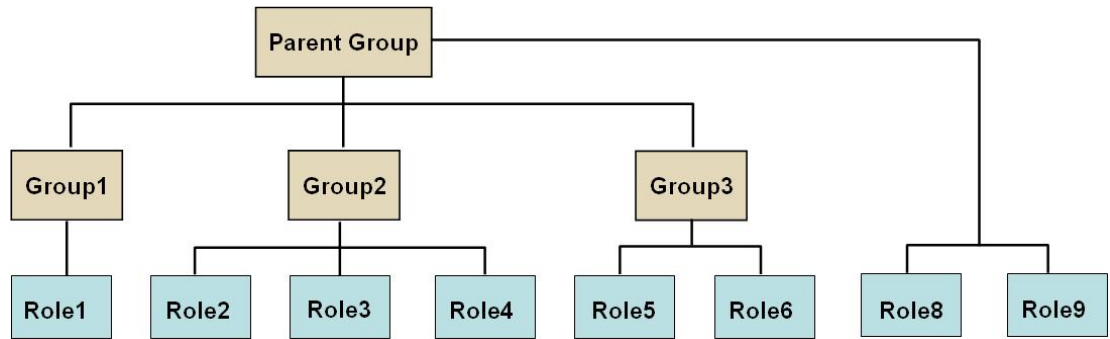 Parent Group
Group1
Group2
Group3
Role1
Role2
Role3
Role4
Role5
Role6
Role8
Role9